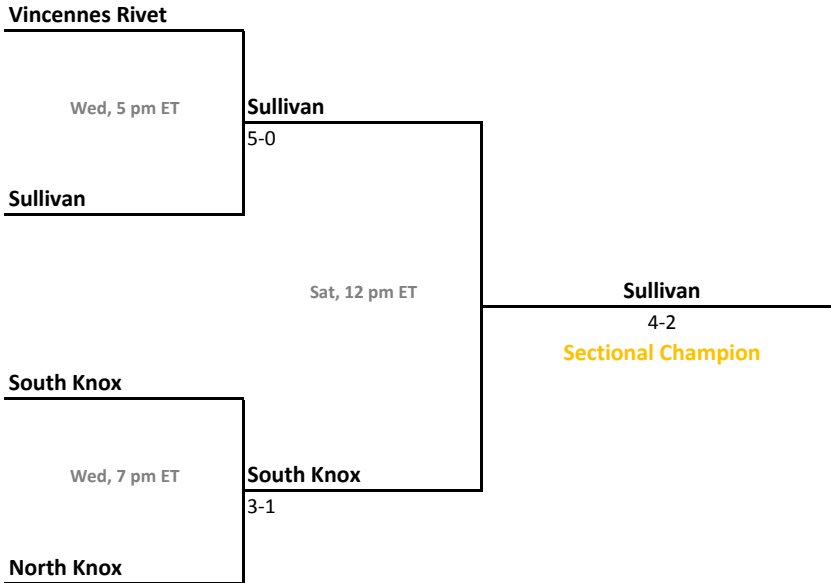 Vincennes Rivet
Wed, 5 pm ET
Sullivan
5-0
Sullivan
Sat, 12 pm ET
Sullivan
4-2
Sectional Champion
South Knox
Wed, 7 pm ET
South Knox
3-1
North Knox